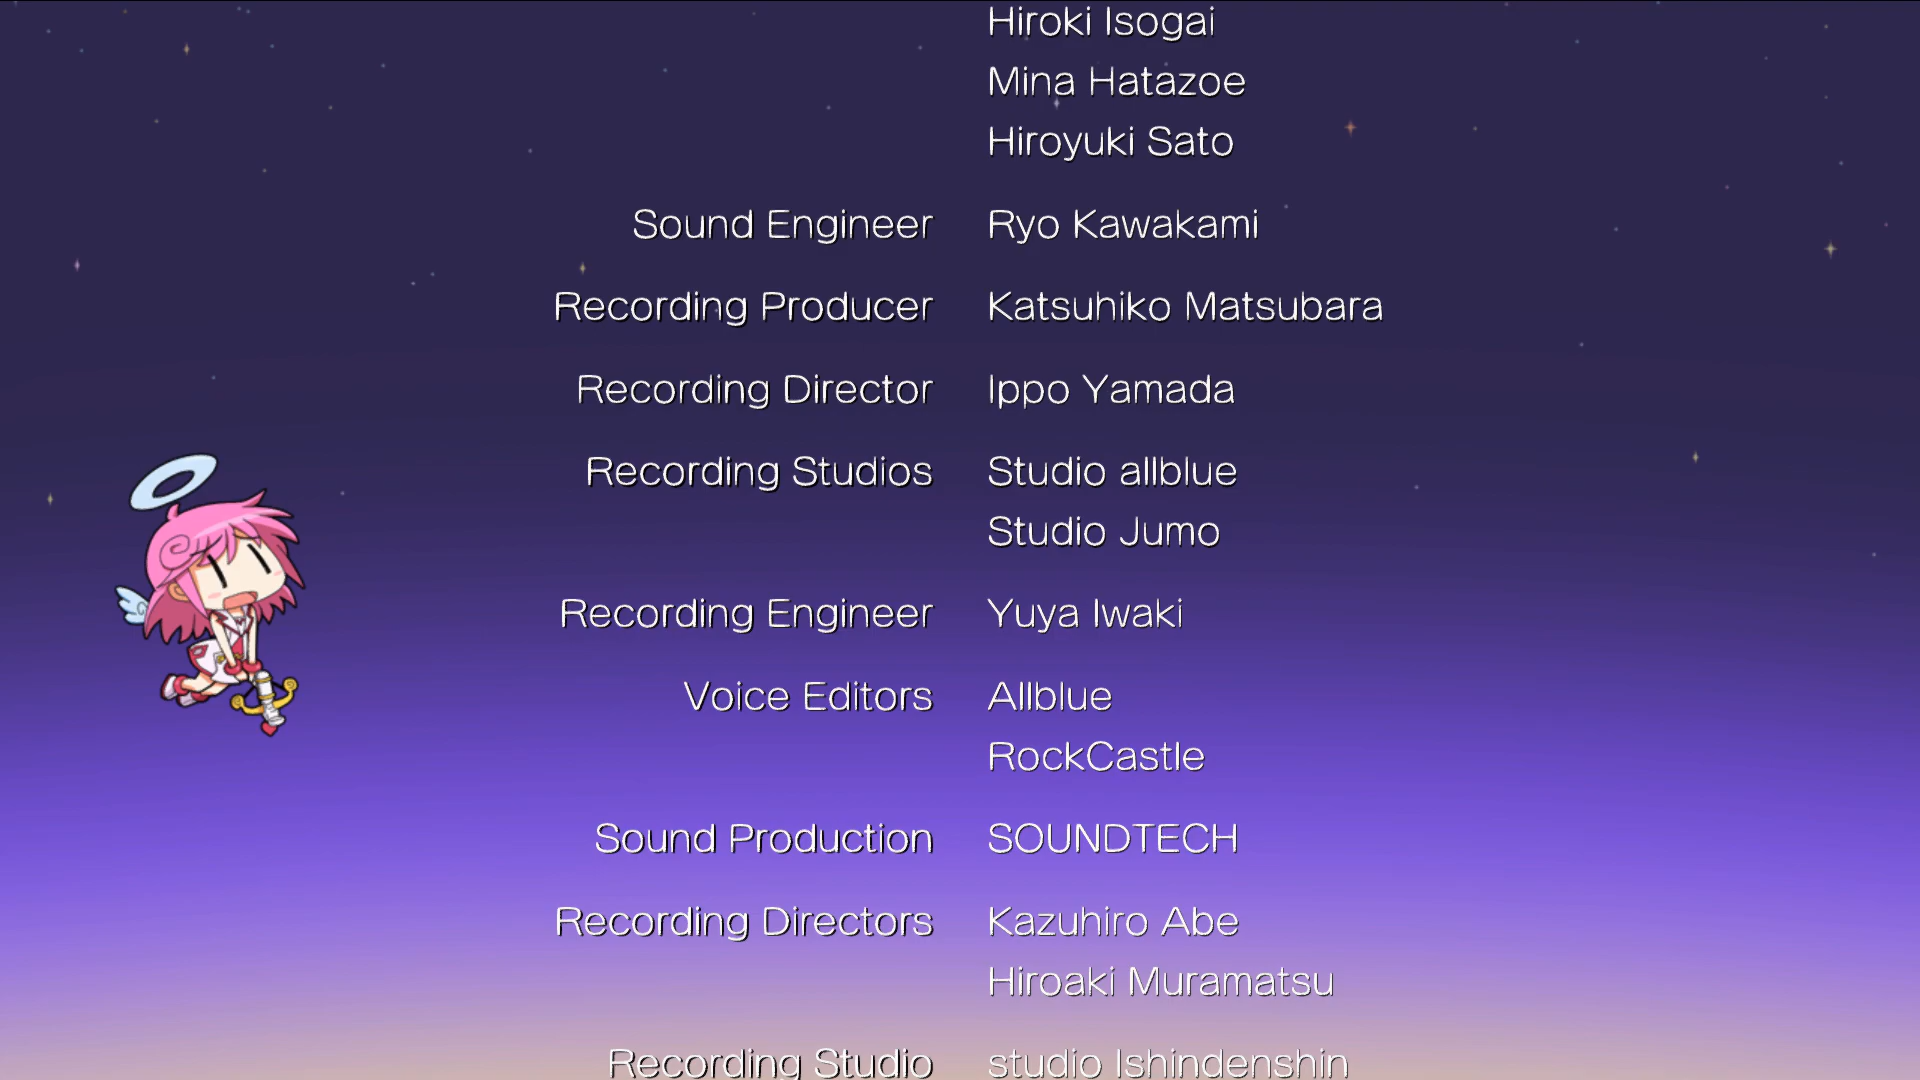 Hiroki Isogai
Mina Hatazoe
Hiroyuki Sato
Sound Engineer Ryo Kawakami
Recording Producer Katsuhiko Matsubara
Recording Director Ippo Yamada
Recording Studios Studio allblue
Studio Jumo
Recording Engineer Yuya Iwaki
Voice Editors Allblue
RockCastle
Sound Production SOUNDTECH
Recording Directors Kazuhiro Abe
Hiroaki Muramatsu
Recording Studio studio Ishindenshin